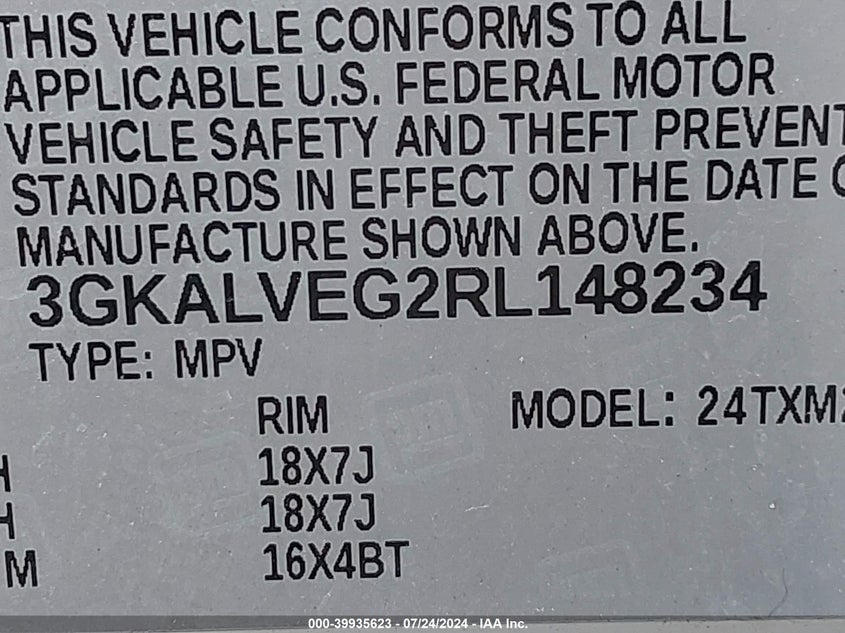 THIS VEHICLE CONFORMS TO ALL
APPLICABLE U.S. FEDERAL MOTOR
VEHICLE SAFETY AND THEFT PREVENT
STANDARDS IN EFFECT ON THE DATE
MANUFACTURE SHOWN ABOVE.
3GKALVEG2RL148234
TYPE: MPV
RIM MODEL: 24TXM
H 18X7J
H 18X7J
M 16X4BT
000-39935623 - 07/24/2024 - IAA Inc.